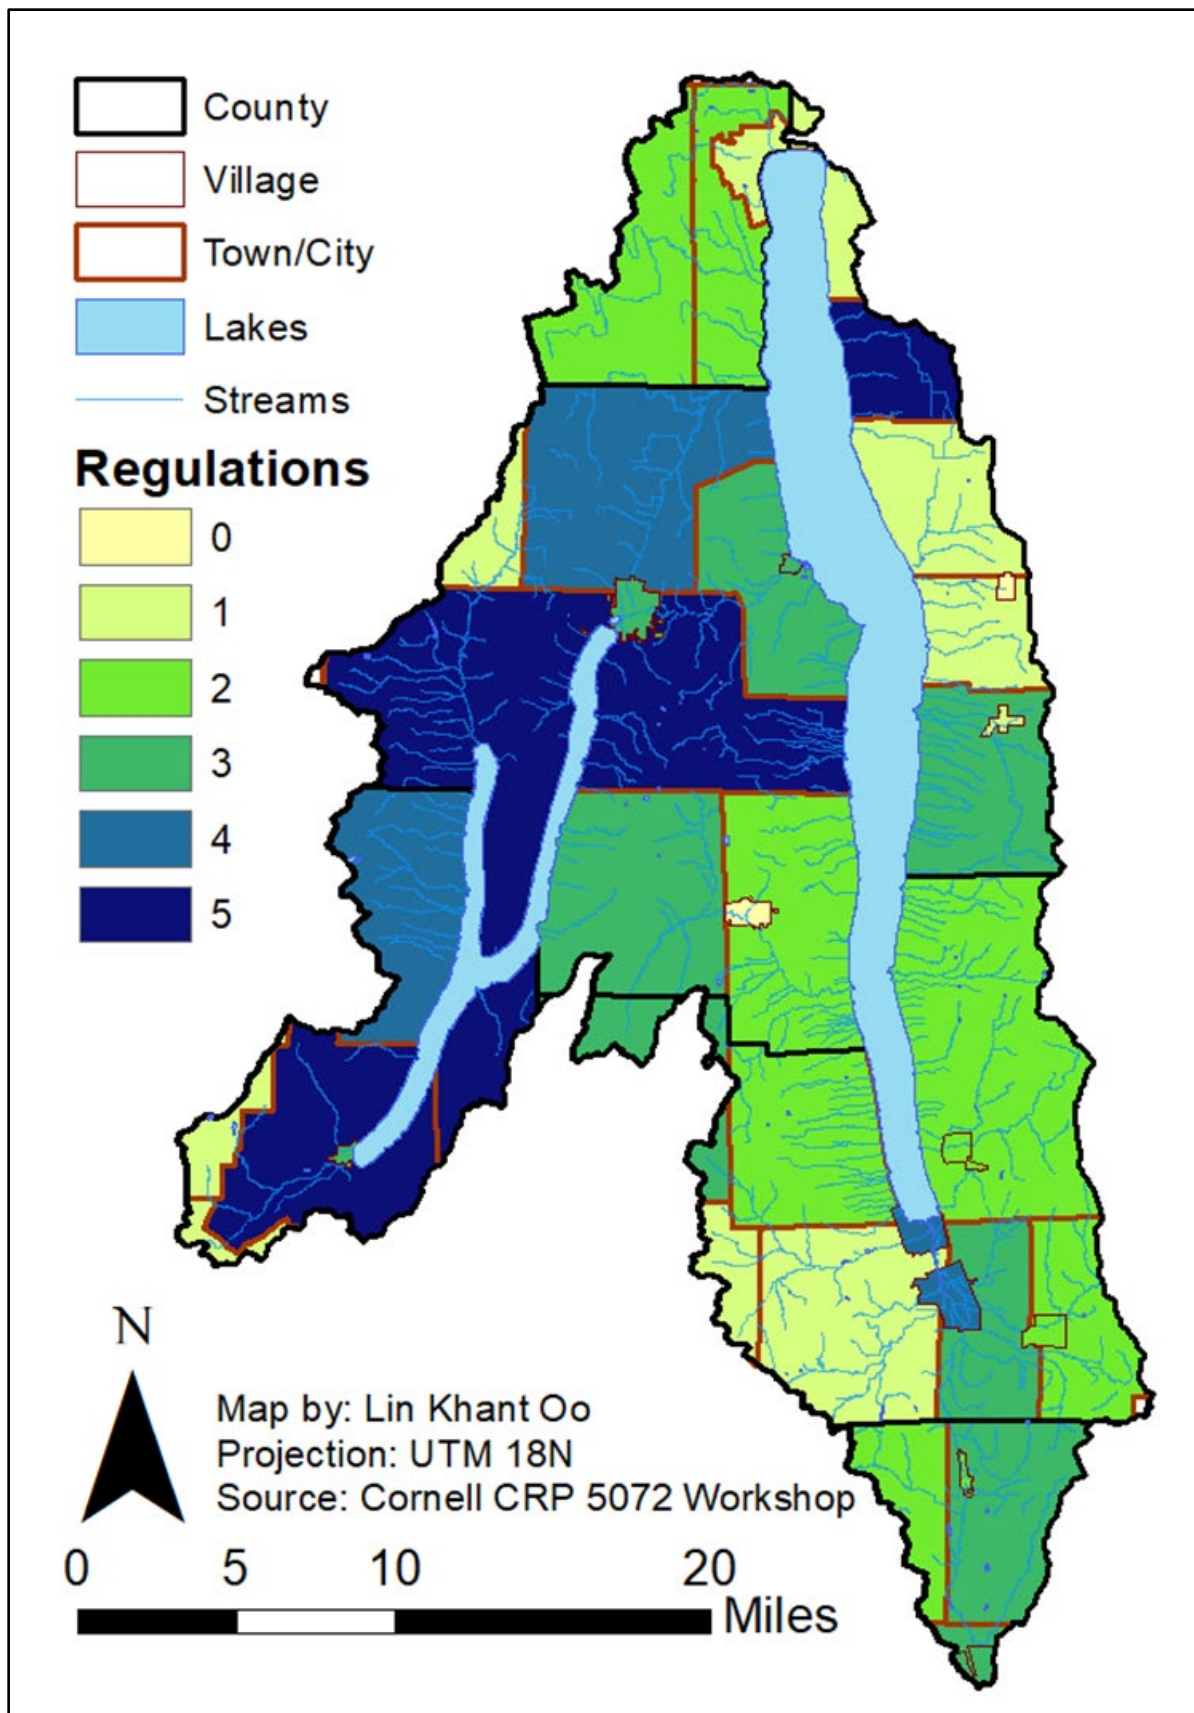 County
Village
Town/City
Lakes
Streams
Regulations
0
1
2
3
4
5
N
Map by: Lin Khant Oo
Projection: UTM 18N
Source: Cornell CRP 5072 Workshop
0 5 10 20
Miles